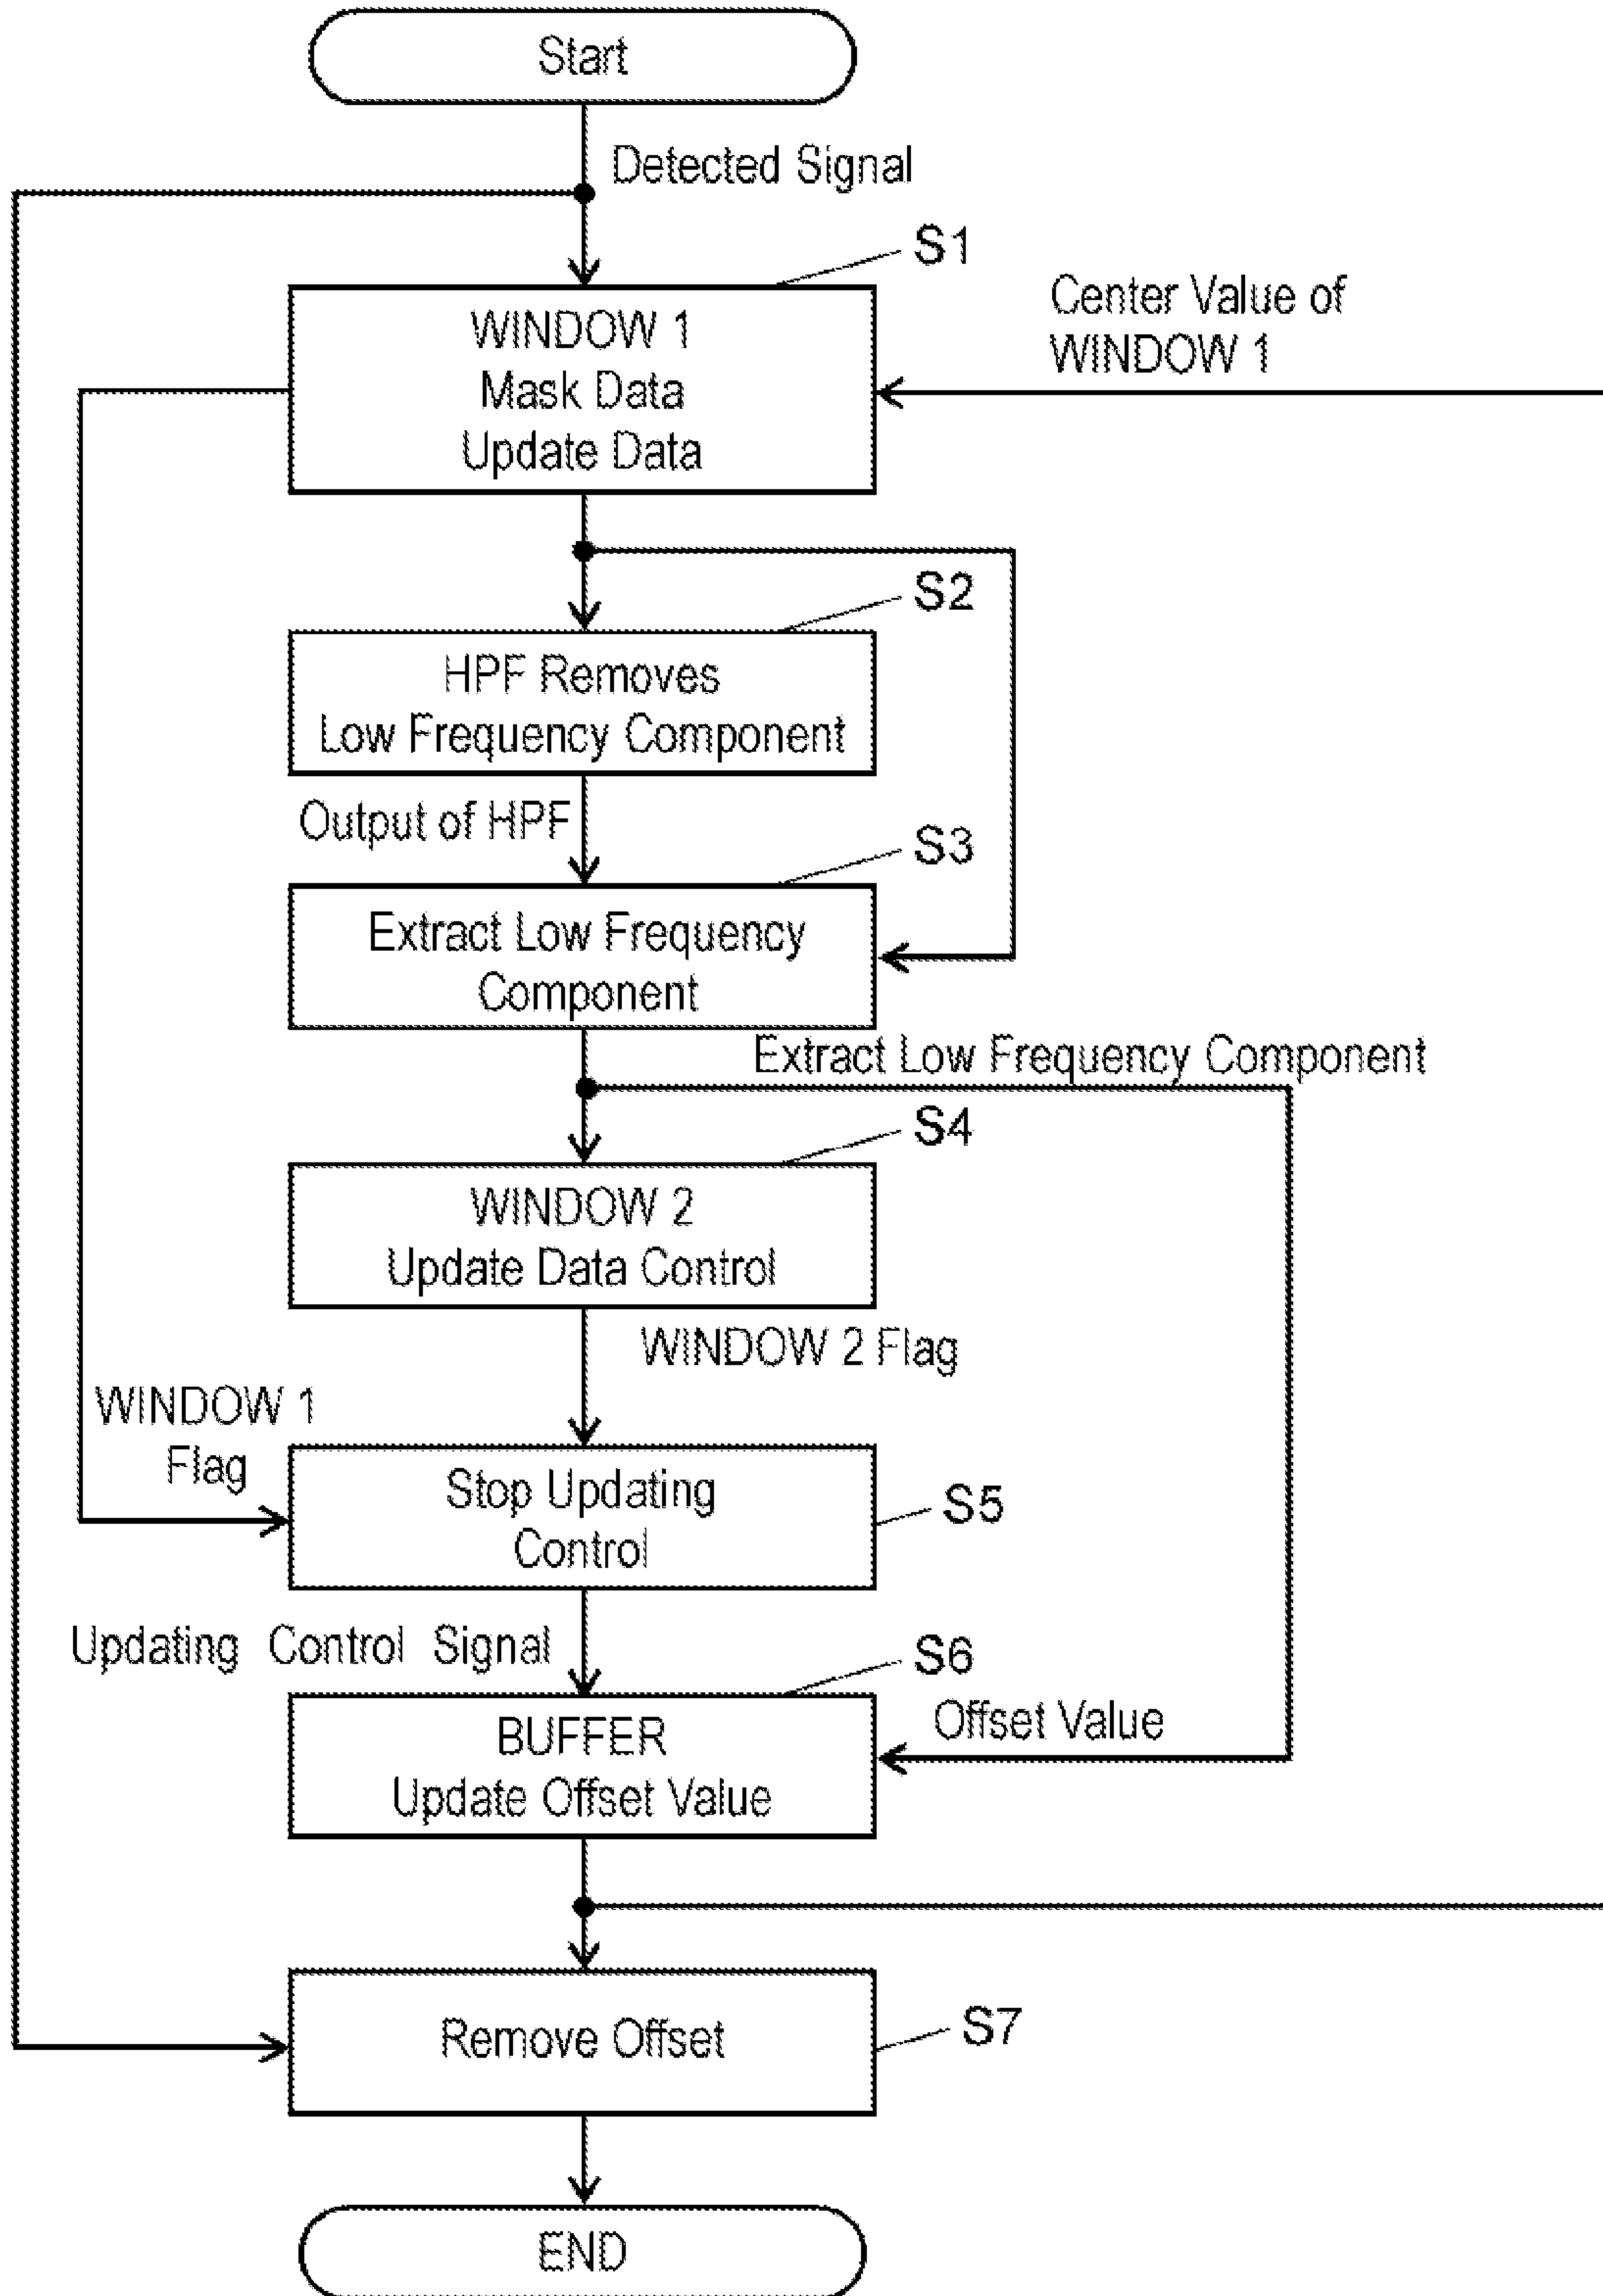 Start
Detected Signal
S1
Center Value of
WINDOW 1
WINDOW 1
Mask Data
Update Data
S2
HPF Removes
Low Frequency Component
Output of HPF
S3
Extract Low Frequency
Component
Extract Low Frequency Component
S4
WINDOW 2
Update Data Control
WINDOW 2 Flag
WINDOW 1
Flag
Stop Updating
Control
S5
Updating Control Signal
S6
Offset Value
BUFFER
Update Offset Value
Remove Offset
S7
END